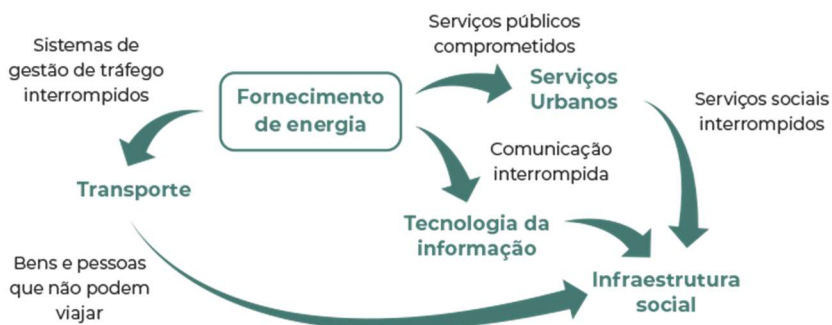 Serviços públicos
comprometidos
Sistemas de
gestão de tráfego
interrompidos
Fornecimento
de energia
Serviços
Urbanos
Serviços sociais
interrompidos
Comunicação
interrompida
Transporte
Tecnologia da
informação
Bens e pessoas
que não podem
viajar
Infraestrutura
social